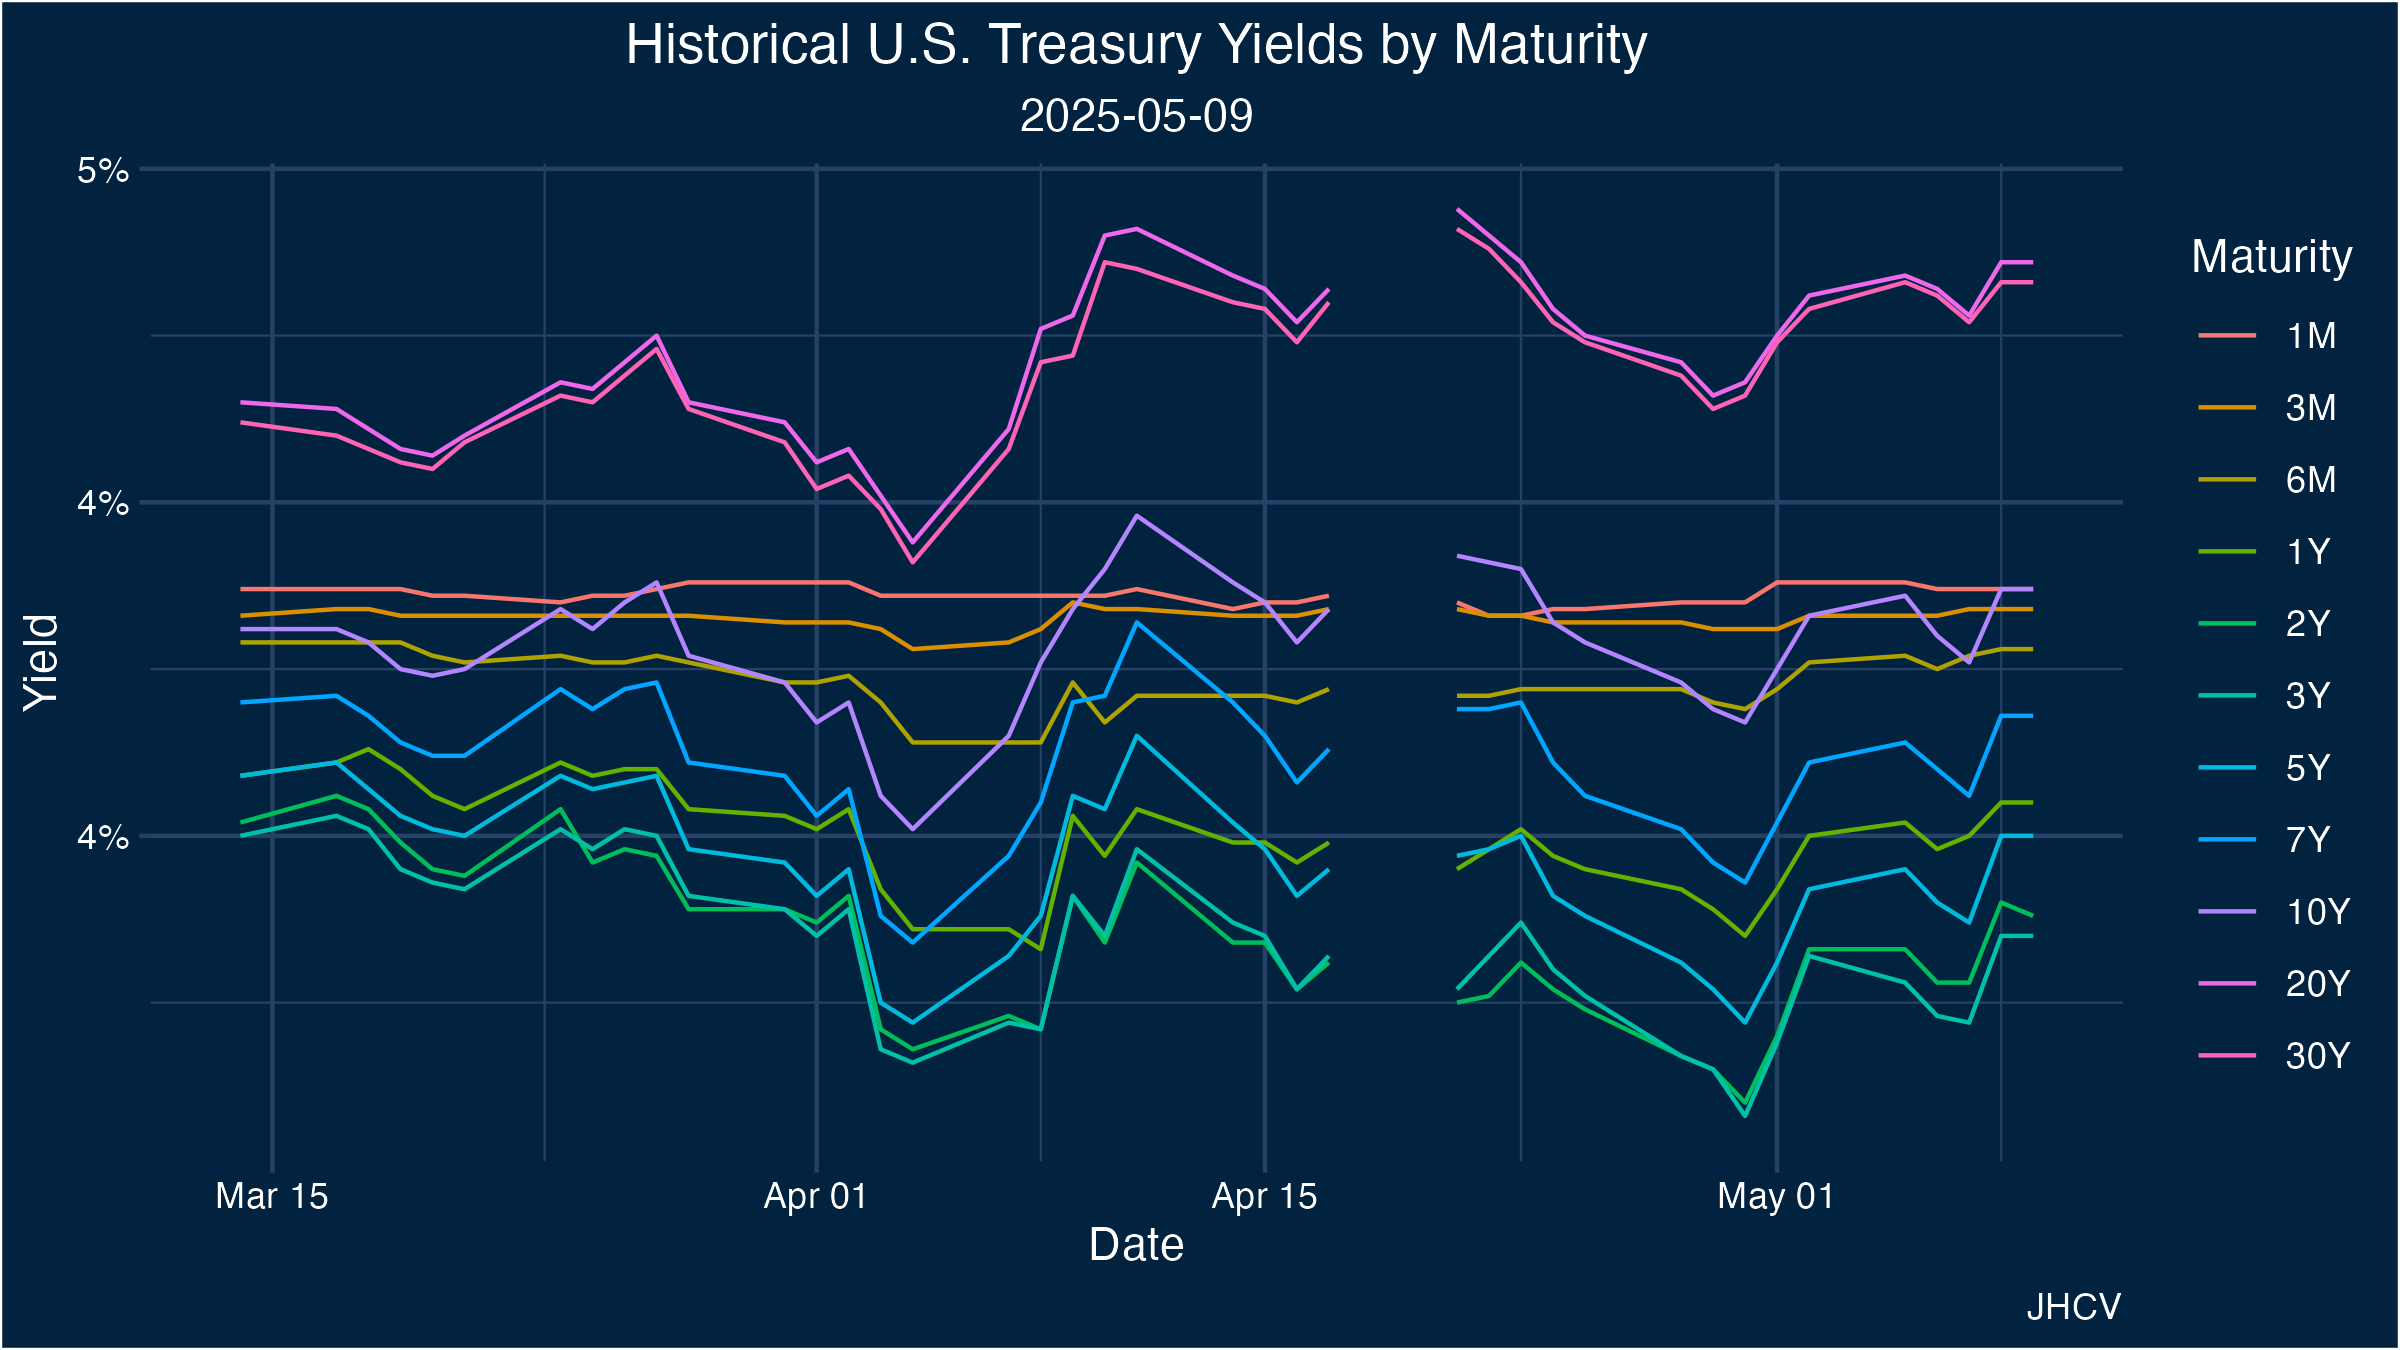 Historical U.S. Treasury Yields by Maturity
2025-05-09
5%
4%
4%
Yield
Mar 15
Apr 01
Apr 15
May 01
Date
Maturity
1M
3M
6M
1Y
2Y
3Y
5Y
7Y
10Y
20Y
30Y
JHCV